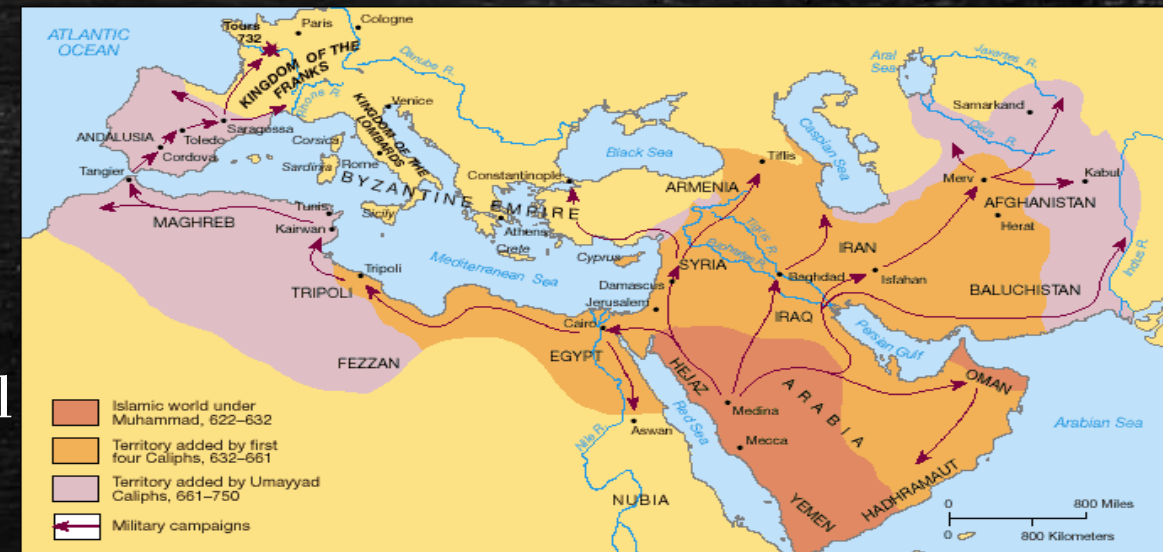 ATLANTIC
OCEAN
Tours
732
Paris
Cologne
KINGDOM OF THE
FRANKS
Danube R.
Rhone R.
KINGDOM OF THE
LOMBARDS
Venice
Aral
Sea
Jaxartes R.
Samarkand
Oxus R.
ANDALUSIA
Saragossa
Toledo
Cordova
Corsica
Sardinia
Rome
Black Sea
Caspian Sea
Tiflis
Constantinople
ARMENIA
Merv
Kabul
Tangier
BYZANTINE EMPIRE
AFGHANISTAN
Herat
MAGHREB
Tunis
Kairwan
Sicily
Athens
Crete
Cyprus
Tigris R.
Euphrates R.
IRAN
Indus R.
Mediterranean Sea
SYRIA
Baghdad
Isfahan
Tripoli
TRIPOLI
Damascus
Jerusalem
BALUCHISTAN
IRAQ
Cairo
Persian Gulf
FEZZAN
EGYPT
HEJAZ
ARABIA
OMAN
l
Islamic world under
Muhammad, 622–632
Territory added by first
four Caliphs, 632–661
Territory added by Umayyad
Caliphs, 661–750
Military campaigns
Medina
Mecca
Red Sea
Aswan
Nile R.
NUBIA
YEMEN
HADHRAMAUT
Arabian Sea
0 800 Miles
0 800 Kilometers